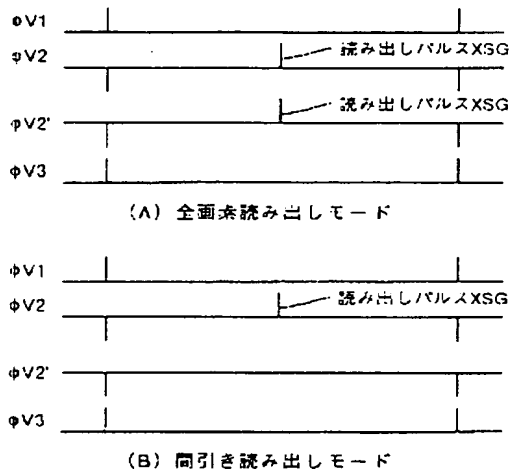 φV1
φV2 読み出しパルスXSG
φV2' 読み出しパルスXSG
φV3
(A) 全画素読み出しモード
φV1
φV2 読み出しパルスXSG
φV2'
φV3
(B) 間引き読み出しモード